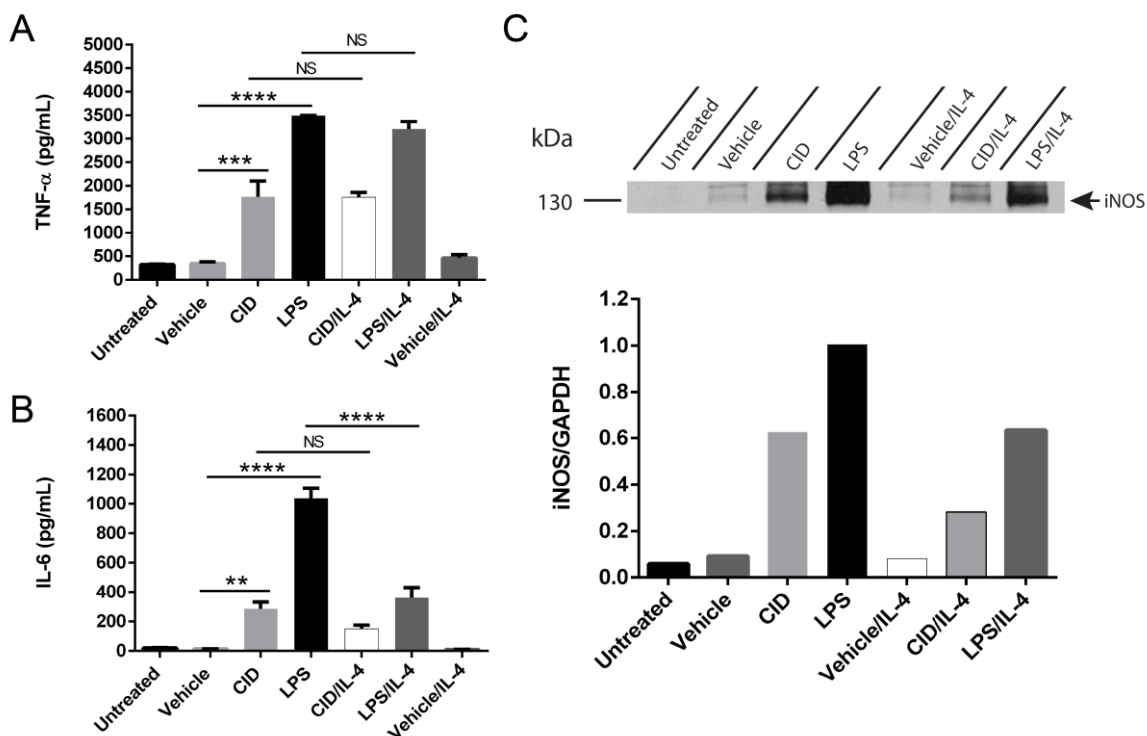 A
TNF-α (pg/mL)
5000
4500
4000
3500
3000
2500
2000
1500
1000
500
0
NS
NS
****
***
Untreated
Vehicle
CID
LPS
CID/IL-4
LPS/IL-4
Vehicle/IL-4
B
IL-6 (pg/mL)
1600
1400
1200
1000
800
600
400
200
0
****
NS
****
**
Untreated
Vehicle
CID
LPS
CID/IL-4
LPS/IL-4
Vehicle/IL-4
C
kDa
Untreated
Vehicle
CID
LPS
Vehicle/IL-4
CID/IL-4
LPS/IL-4
130
iNOS
iNOS/GAPDH
1.2
1.0
0.8
0.6
0.4
0.2
0.0
Untreated
Vehicle
CID
LPS
Vehicle/IL-4
CID/IL-4
LPS/IL-4